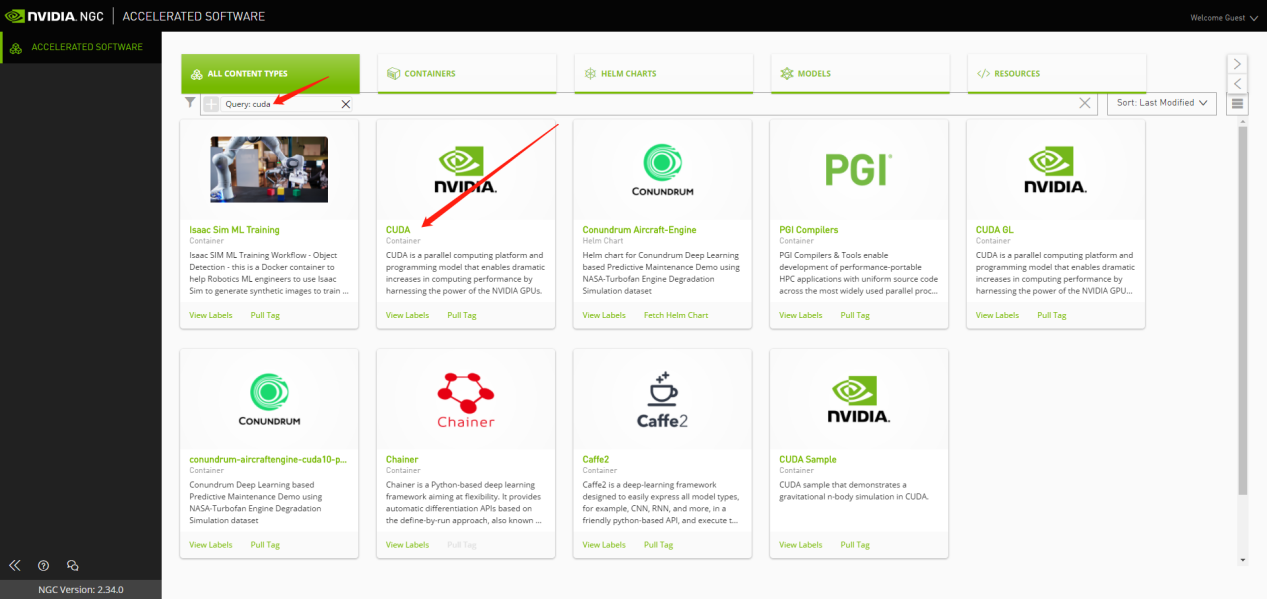 NVIDIA. NGC | ACCELERATED SOFTWARE
Welcome Guest
ACCELERATED SOFTWARE
ALL CONTENT TYPES
CONTAINERS
HELM CHARTS
MODELS
RESOURCES
Query: cuda
Sort: Last Modified
Isaac Sim ML Training
Container
Isaac SIM ML Training Workflow - Object
Detection - this is a Docker container to
help Robotics ML engineers to use Isaac
Sim to generate synthetic images to train ...
View Labels Pull Tag
NVIDIA.
CUDA
Container
CUDA is a parallel computing platform and
programming model that enables dramatic
increases in computing performance by
harnessing the power of the NVIDIA GPUs.
View Labels Pull Tag
CONUNDRUM
Conundrum Aircraft-Engine
Helm Chart
Helm chart for Conundrum Deep Learning
based Predictive Maintenance Demo using
NASA-Turbofan Engine Degradation
Simulation dataset
View Labels Fetch Helm Chart
PGI®
PGI Compilers
Container
PGI Compilers & Tools enable
development of performance-portable
HPC applications with uniform source code
across the most widely used parallel proc...
View Labels Pull Tag
NVIDIA.
CUDA GL
Container
CUDA is a parallel computing platform and
programming model that enables dramatic
increases in computing performance by
harnessing the power of the NVIDIA GPU...
View Labels Pull Tag
CONUNDRUM
conundrum-aircraftengine-cuda10-p...
Container
Conundrum Deep Learning based
Predictive Maintenance Demo using
NASA-Turbofan Engine Degradation
Simulation dataset
View Labels Pull Tag
Chainer
Chainer
Container
Chainer is a Python-based deep learning
framework aiming at flexibility. It provides
automatic differentiation APIs based on
the define-by-run approach, also known ...
View Labels Pull Tag
Caffe2
Caffe2
Container
Caffe2 is a deep-learning framework
designed to easily express all model types,
for example, CNN, RNN, and more, in a
friendly python-based API, and execute t...
View Labels Pull Tag
NVIDIA.
CUDA Sample
Container
CUDA sample that demonstrates a
gravitational n-body simulation in CUDA.
View Labels Pull Tag
NGC Version: 2.34.0